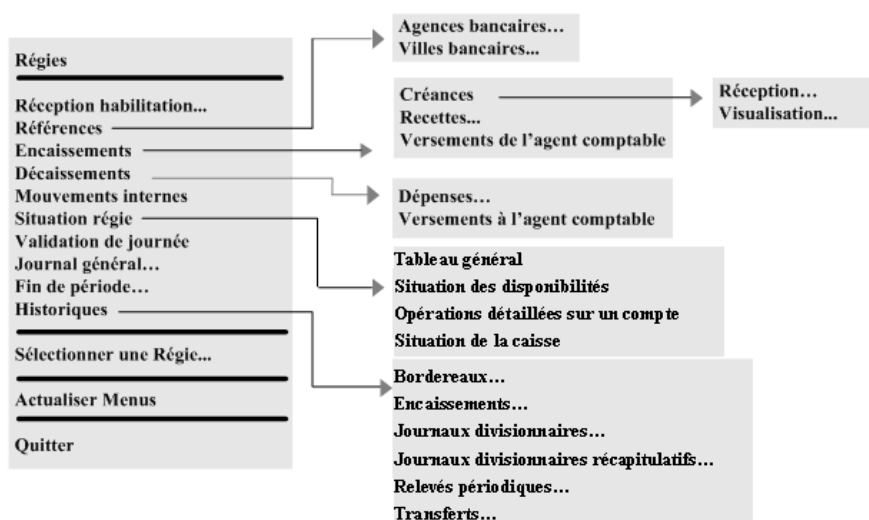 Régies
Réception habilitation...
Références
Encaissements
Décaissements
Mouvements internes
Situation régie
Validation de journée
Journal général…
Fin de période…
Historiques
Sélectionner une Régie...
Actualiser Menus
Quitter
Agences bancaires…
Villes bancaires...
Créances
Recettes...
Versements de l’agent comptable
Réception…
Visualisation...
Dépenses…
Versements à l’agent comptable
Tableau général
Situation des disponibilités
Opérations détaillées sur un compte
Situation de la caisse
Bordereaux…
Encaissements…
Journaux divisionnaires…
Journaux divisionnaires récapitulatifs…
Relevés périodiques…
Transferts…